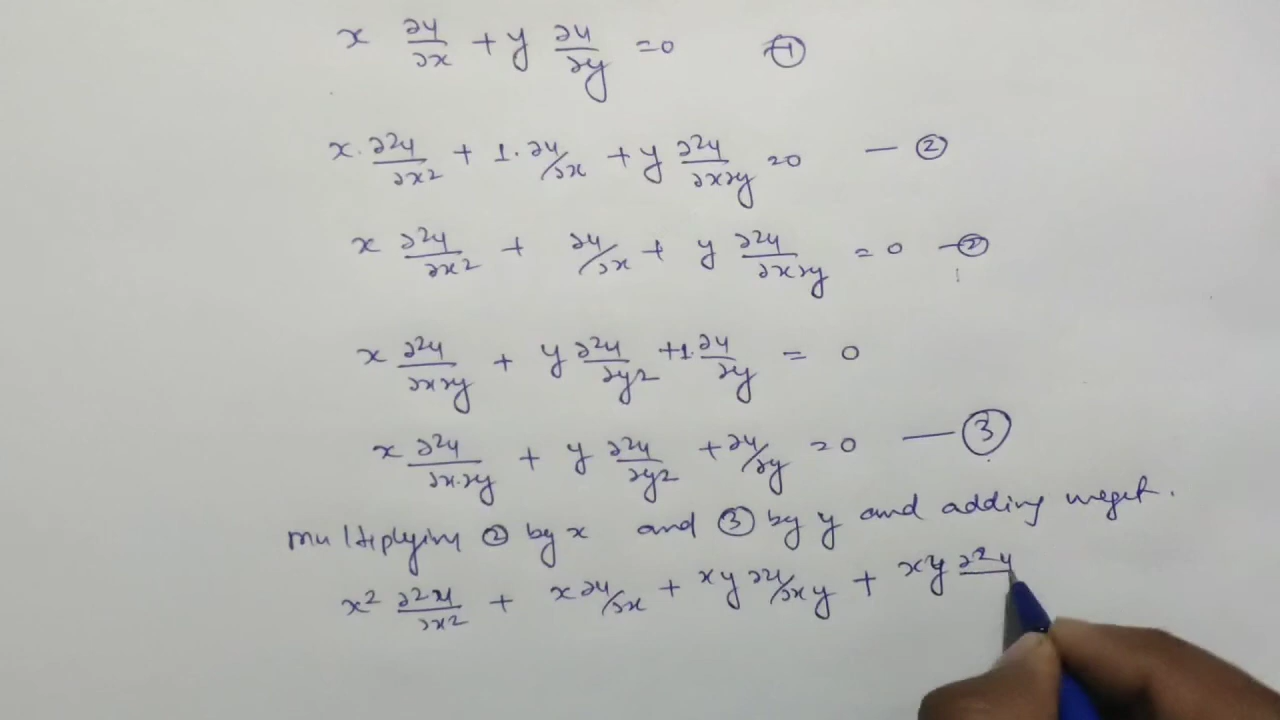 x ∂u/∂x + y ∂u/∂y = 0 — ①
x · ∂²u/∂x² + 1 · ∂u/∂x + y ∂²u/∂x∂y = 0 — ②
x ∂²u/∂x² + ∂u/∂x + y ∂²u/∂x∂y = 0 — ②
x ∂²u/∂x∂y + y ∂²u/∂y² + 1 · ∂u/∂y = 0
x ∂²u/∂x·∂y + y ∂²u/∂y² + ∂u/∂y = 0 — ③
multiplying ② by x and ③ by y and adding we get.
x² ∂²u/∂x² + x ∂u/∂x + xy ∂u/∂xy + xy ∂²u